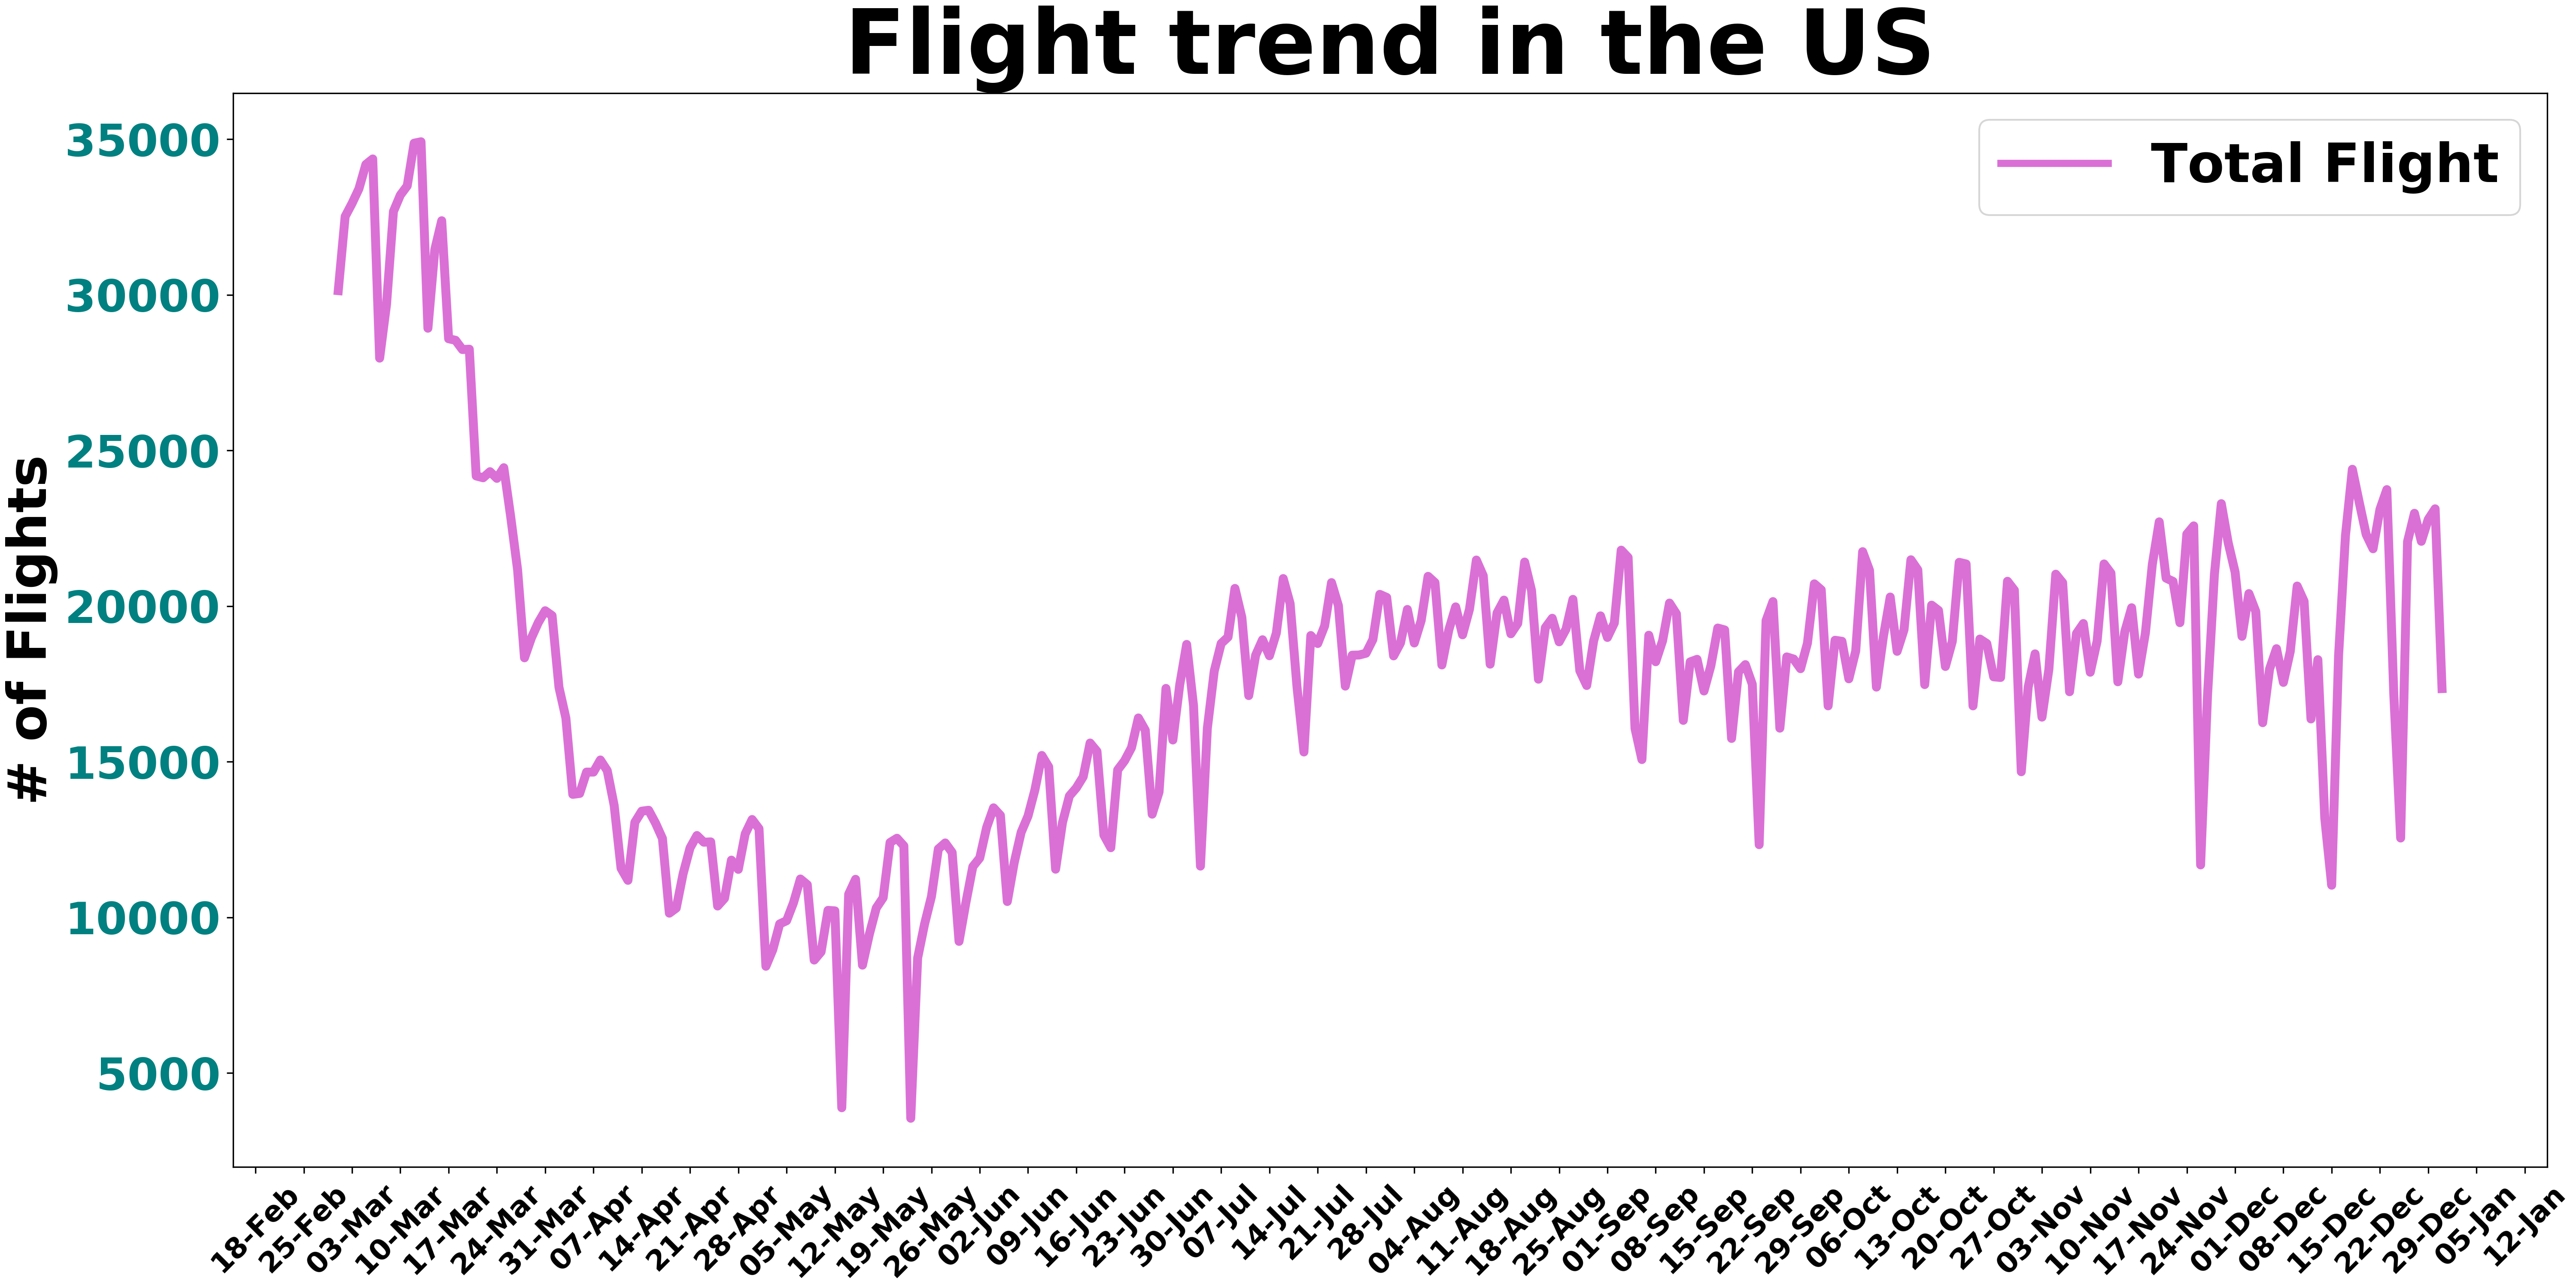 Flight trend in the US
Total Flight
# of Flights
35000
30000
25000
20000
15000
10000
5000
18-Feb
25-Feb
03-Mar
10-Mar
17-Mar
24-Mar
31-Mar
07-Apr
14-Apr
21-Apr
28-Apr
05-May
12-May
19-May
26-May
02-Jun
09-Jun
16-Jun
23-Jun
30-Jun
07-Jul
14-Jul
21-Jul
28-Jul
04-Aug
11-Aug
18-Aug
25-Aug
01-Sep
08-Sep
15-Sep
22-Sep
29-Sep
06-Oct
13-Oct
20-Oct
27-Oct
03-Nov
10-Nov
17-Nov
24-Nov
01-Dec
08-Dec
15-Dec
22-Dec
29-Dec
05-Jan
12-Jan